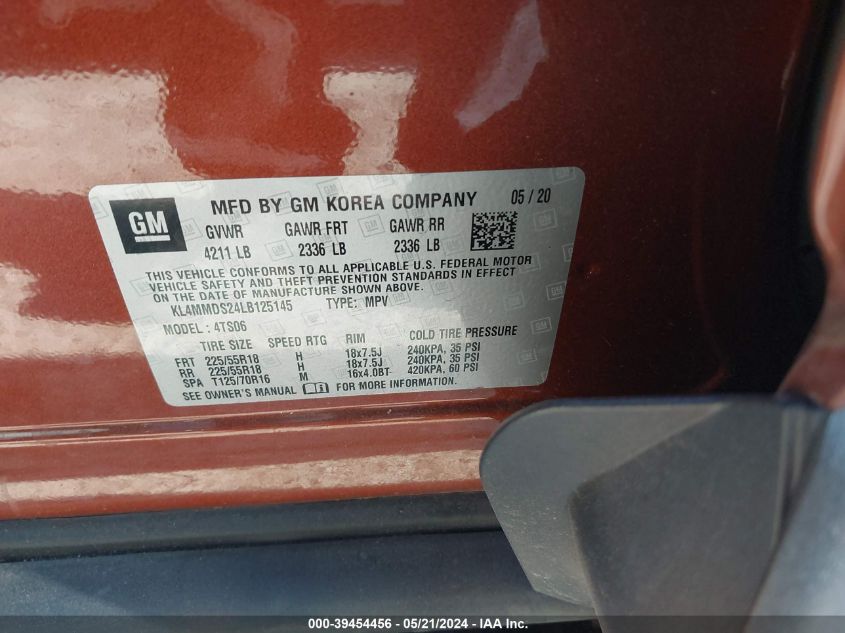 GM
MFD BY GM KOREA COMPANY 05 / 20
GVWR GAWR FRT GAWR RR
4211 LB 2336 LB 2336 LB
THIS VEHICLE CONFORMS TO ALL APPLICABLE U.S. FEDERAL MOTOR
VEHICLE SAFETY AND THEFT PREVENTION STANDARDS IN EFFECT
ON THE DATE OF MANUFACTURE SHOWN ABOVE.
KL4MMDS24LB125145 TYPE: MPV
MODEL : 4TS06
TIRE SIZE SPEED RTG RIM COLD TIRE PRESSURE
FRT 225/55R18 H 18x7.5J 240KPA, 35 PSI
RR 225/55R18 H 18x7.5J 240KPA, 35 PSI
SPA T125/70R16 M 16x4.0BT 420KPA, 60 PSI
SEE OWNER'S MANUAL FOR MORE INFORMATION.
000-39454456 - 05/21/2024 - IAA Inc.